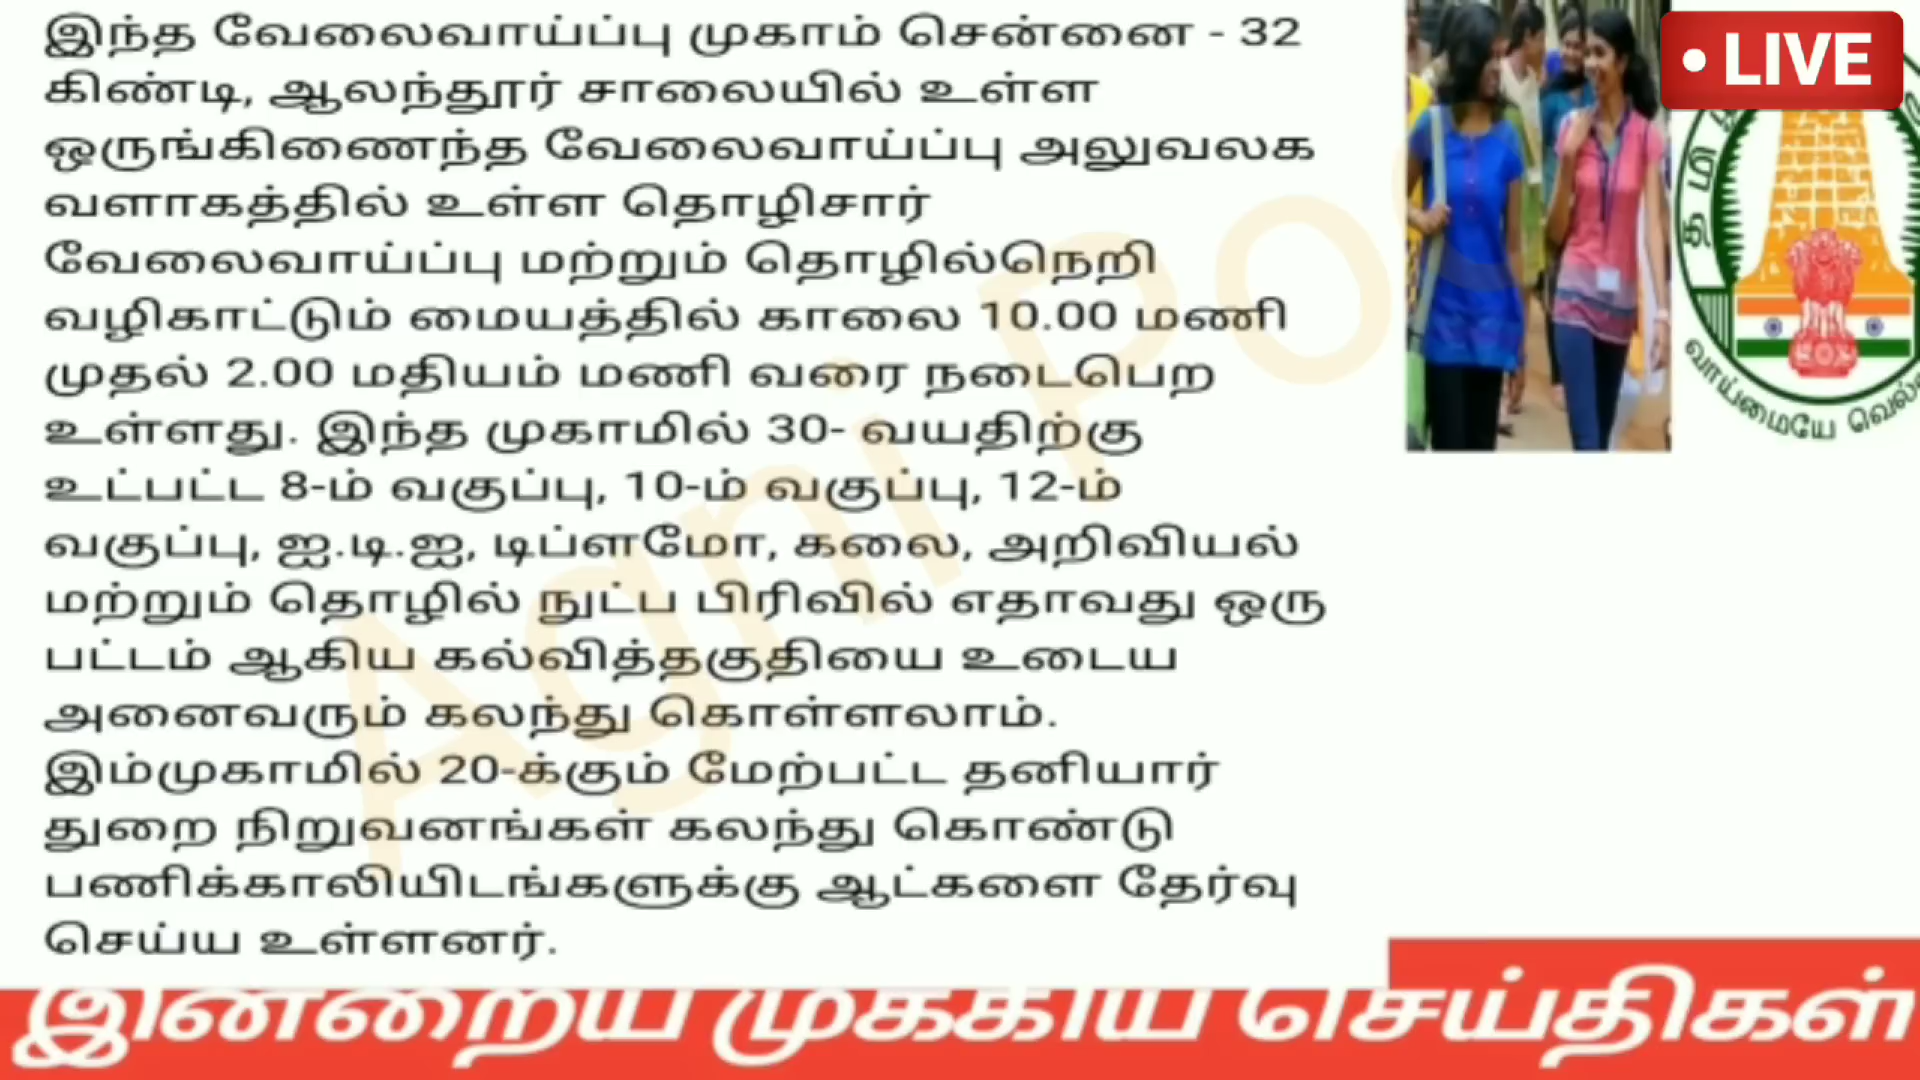 இந்த வேலைவாய்ப்பு முகாம் சென்னை - 32
கிண்டி, ஆலந்தூர் சாலையில் உள்ள
ஒருங்கிணைந்த வேலைவாய்ப்பு அலுவலக
வளாகத்தில் உள்ள தொழிசார்
வேலைவாய்ப்பு மற்றும் தொழில்நெறி
வழிகாட்டும் மையத்தில் காலை 10.00 மணி
முதல் 2.00 மதியம் மணி வரை நடைபெற
உள்ளது. இந்த முகாமில் 30- வயதிற்கு
உட்பட்ட 8-ம் வகுப்பு, 10-ம் வகுப்பு, 12-ம்
வகுப்பு, ஐ.டி.ஐ, டிப்ளமோ, கலை, அறிவியல்
மற்றும் தொழில் நுட்ப பிரிவில் எதாவது ஒரு
பட்டம் ஆகிய கல்வித்தகுதியை உடைய
அனைவரும் கலந்து கொள்ளலாம்.
இம்முகாமில் 20-க்கும் மேற்பட்ட தனியார்
துறை நிறுவனங்கள் கலந்து கொண்டு
பணிக்காலியிடங்களுக்கு ஆட்களை தேர்வு
செய்ய உள்ளனர்.
• LIVE
வாய்மையே
Agni
இன்றைய முக்கிய செய்திகள்